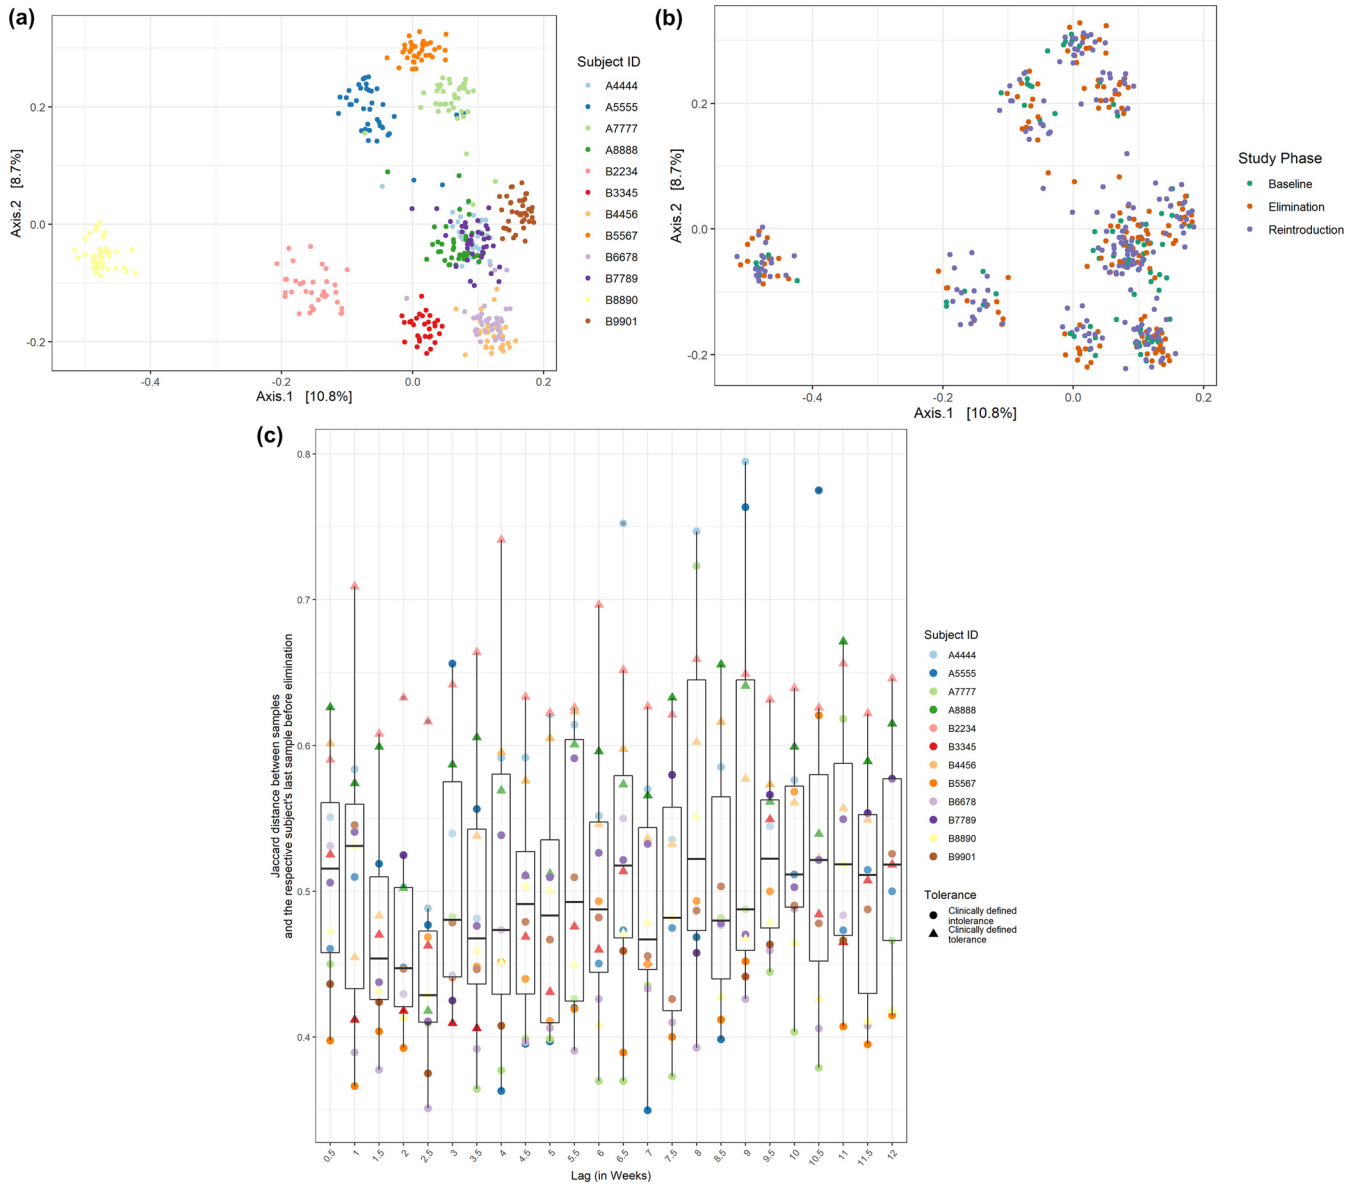 (a)
Axis.2 [8.7%]
0.2
0.0
-0.2
-0.4
-0.2
0.0
0.2
Axis.1 [10.8%]
Subject ID
A4444
A5555
A7777
A8888
B2234
B3345
B4456
B5567
B6678
B7789
B8890
B9901
(b)
Axis.2 [8.7%]
0.2
0.0
-0.2
-0.4
-0.2
0.0
0.2
Axis.1 [10.8%]
Study Phase
Baseline
Elimination
Reintroduction
(c)
Jaccard distance between samples
and the respective subject's last sample before elimination
0.8
0.7
0.6
0.5
0.4
0.5
1
1.5
2
2.5
3
3.5
4
4.5
5
5.5
6
6.5
7
7.5
8
8.5
9
9.5
10
10.5
11
11.5
12
Lag (in Weeks)
Subject ID
A4444
A5555
A7777
A8888
B2234
B3345
B4456
B5567
B6678
B7789
B8890
B9901
Tolerance
Clinically defined
intolerance
Clinically defined
tolerance